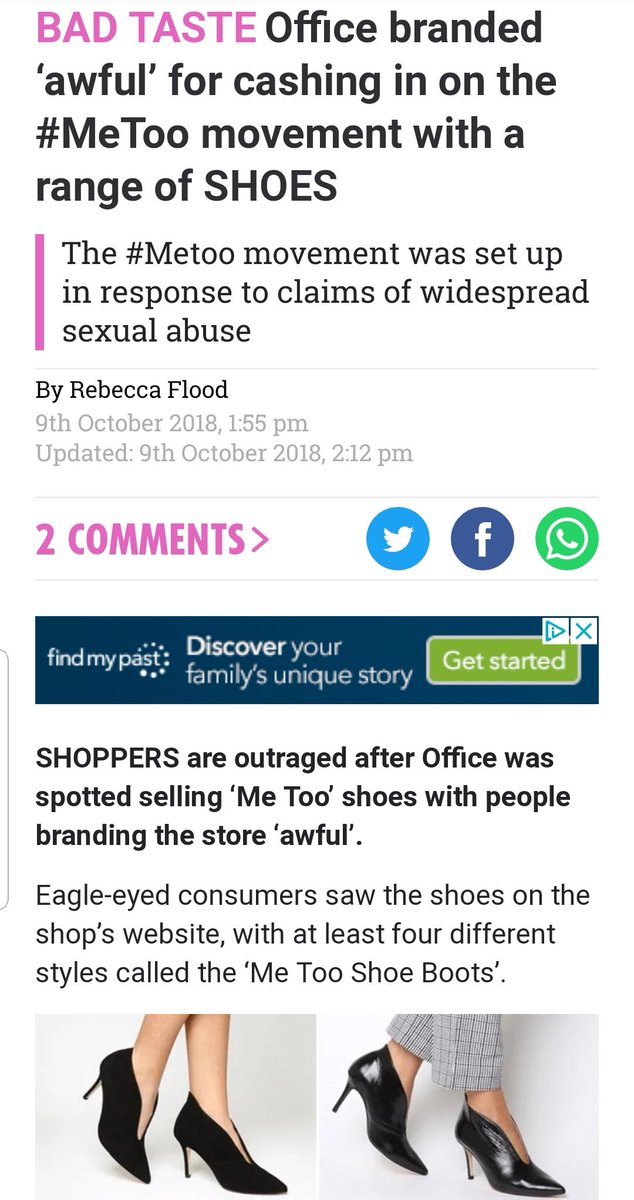 BAD TASTE Office branded
‘awful’ for cashing in on the
#MeToo movement with a
range of SHOES
The #Metoo movement was set up
in response to claims of widespread
sexual abuse
By Rebecca Flood
9th October 2018, 1:55 pm
Updated: 9th October 2018, 2:12 pm
2 COMMENTS >
findmypast:
Discover your
family's unique story
Get started
SHOPPERS are outraged after Office was
spotted selling ‘Me Too’ shoes with people
branding the store ‘awful’.
Eagle-eyed consumers saw the shoes on the
shop’s website, with at least four different
styles called the ‘Me Too Shoe Boots’.